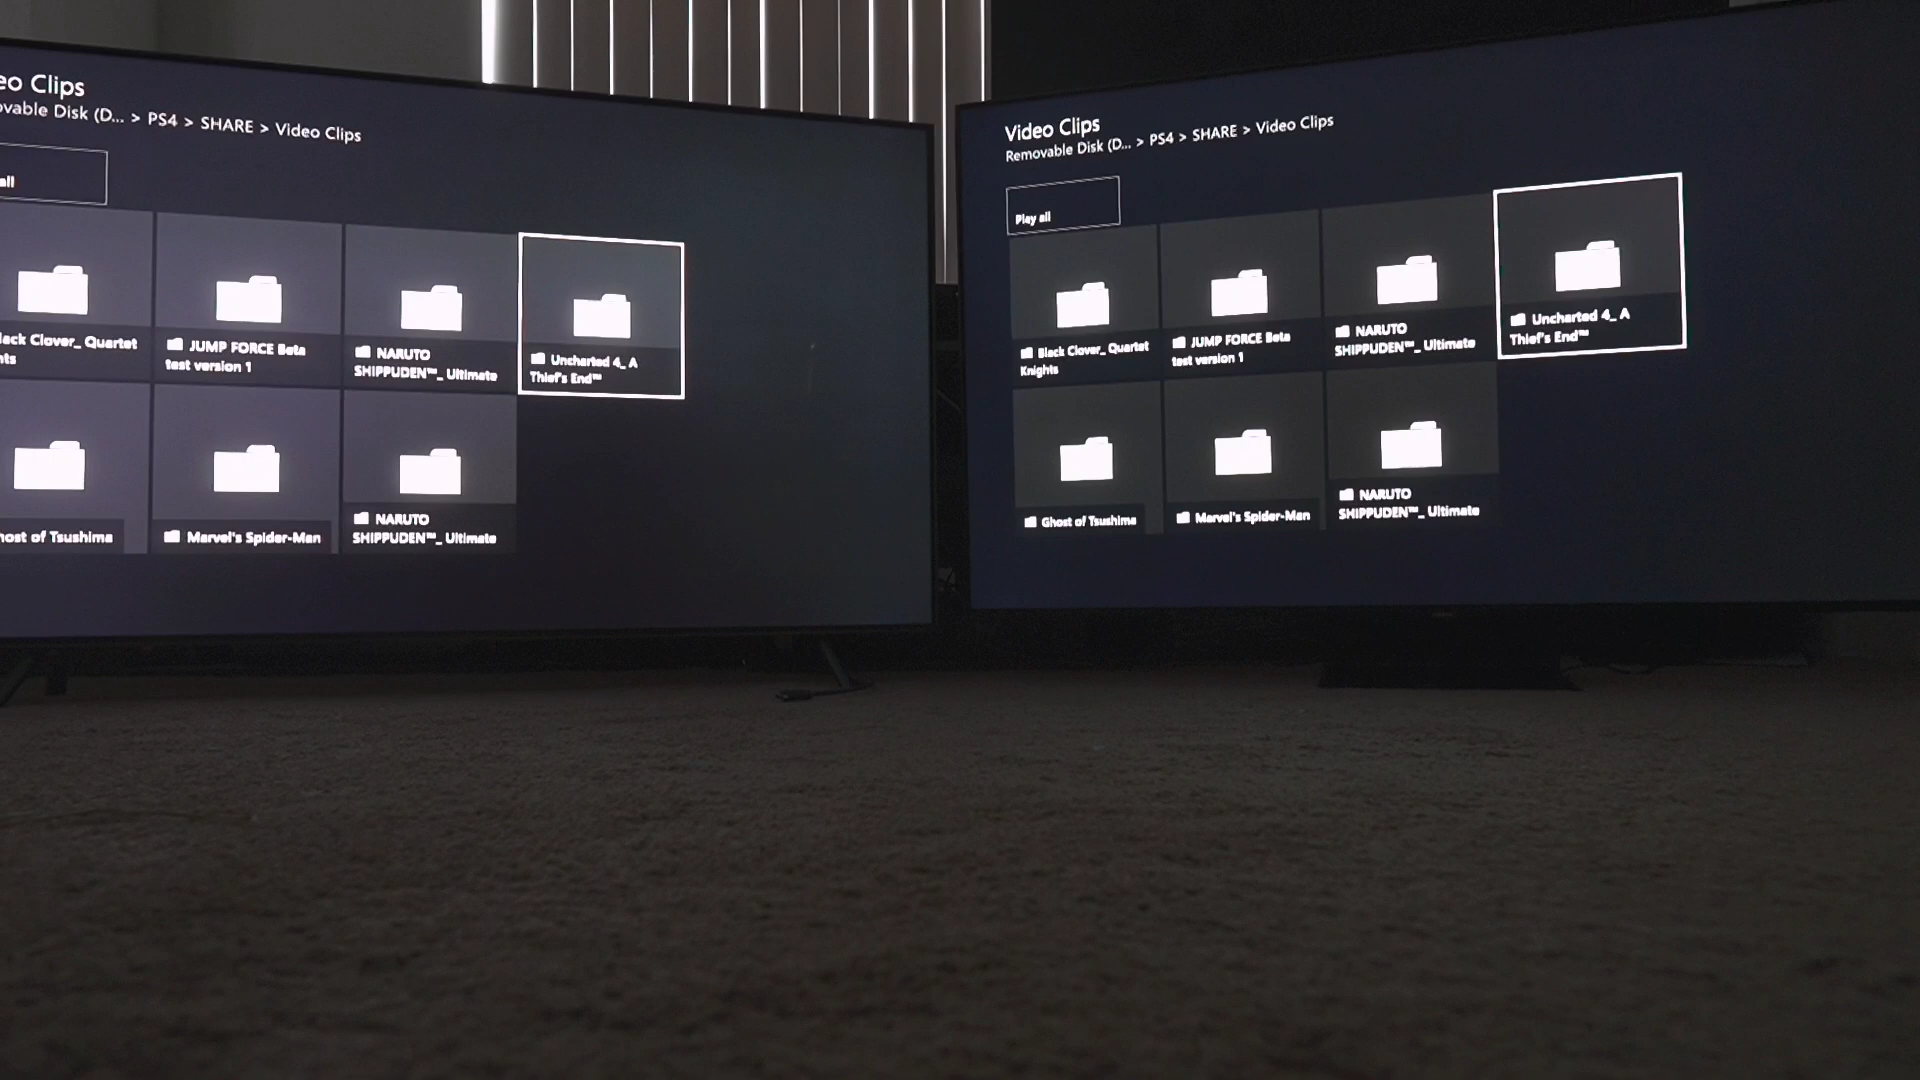 eo Clips
ovable Disk (D... > PS4 > SHARE > Video Clips
all
lack Clover_ Quartet
hts
JUMP FORCE Beta
test version 1
NARUTO
SHIPPUDEN™_ Ultimate
Uncharted 4_ A
Thief's End™
host of Tsushima
Marvel's Spider-Man
NARUTO
SHIPPUDEN™_ Ultimate
Video Clips
Removable Disk (D... > PS4 > SHARE > Video Clips
Play all
Black Clover_ Quartet
Knights
JUMP FORCE Beta
test version 1
NARUTO
SHIPPUDEN™_ Ultimate
Uncharted 4_ A
Thief's End™
Ghost of Tsushima
Marvel's Spider-Man
NARUTO
SHIPPUDEN™_ Ultimate